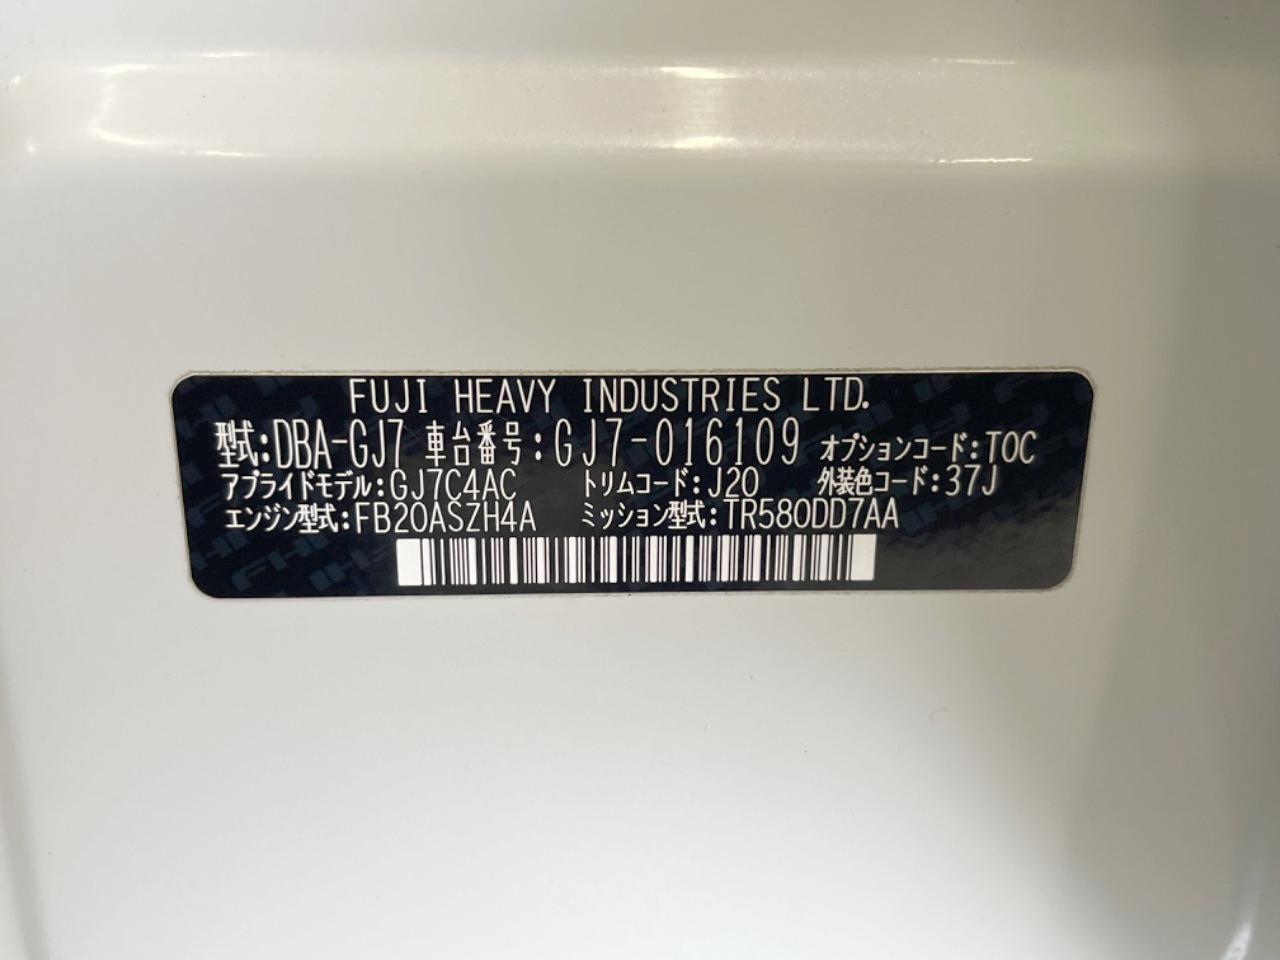 FUJI HEAVY INDUSTRIES LTD.
型式:DBA-GJ7 車台番号:GJ7-016109 オプションコード:TOC
アプライドモデル:GJ7C4AC トリムコード:J20 外装色コード:37J
エンジン型式:FB20ASZH4A ミッション型式:TR580DD7AA